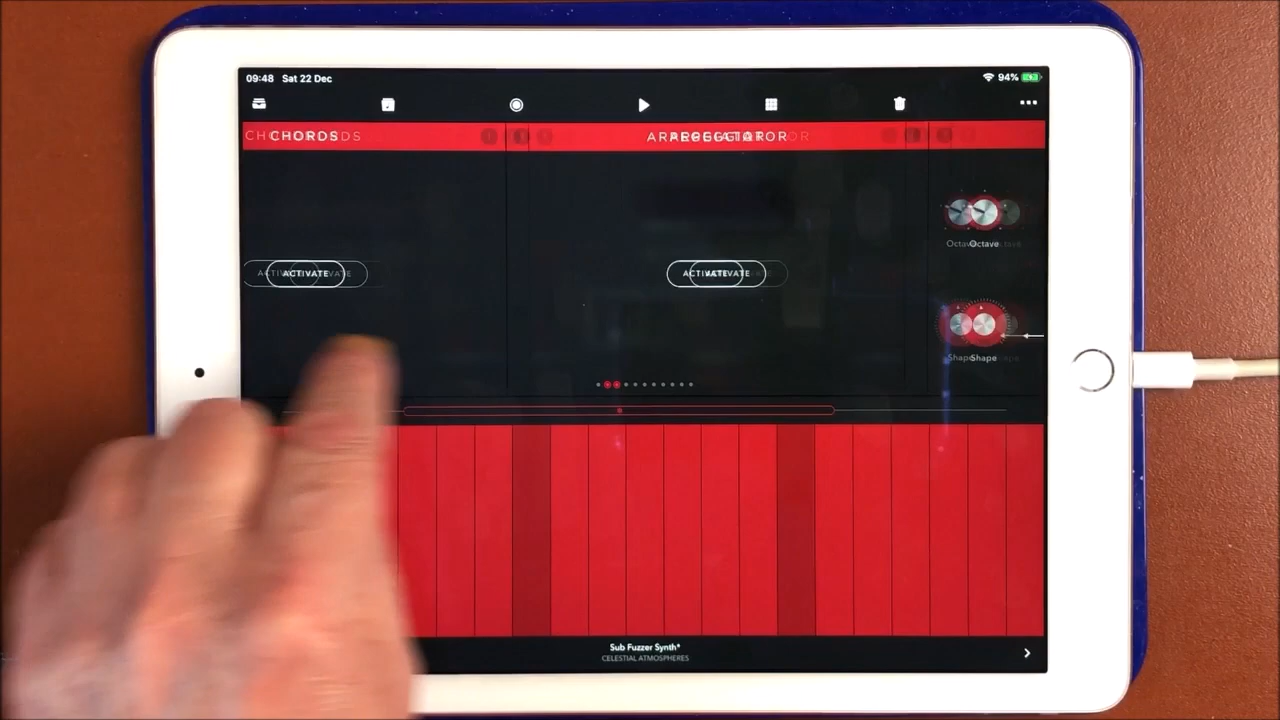 09:48 Sat 22 Dec 94%
CHORDS ARPEGGIATOR
Octave
ACTIVATE ACTIVATE
Shape
Sub Fuzzer Synth*
CELESTIAL ATMOSPHERES